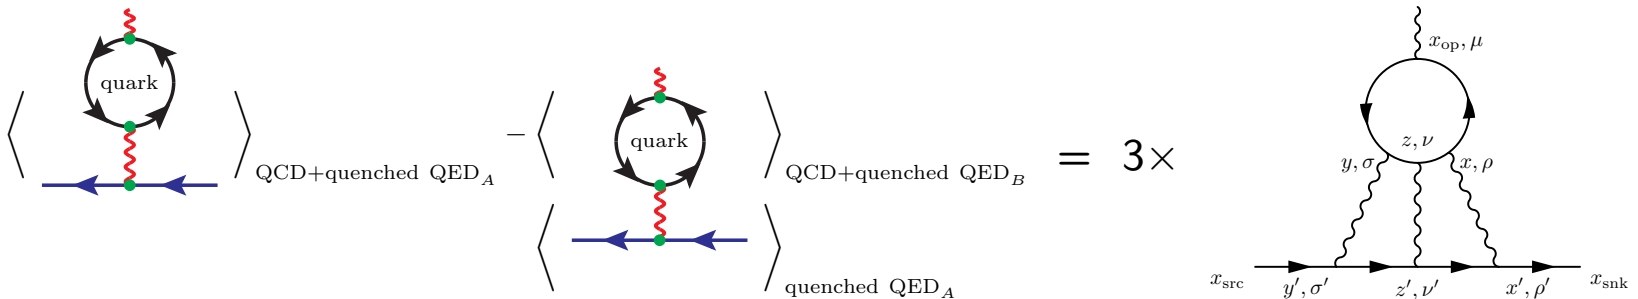 quark
QCD+quenched QED_A
−
quark
QCD+quenched QED_B
quenched QED_A
= 3×
x_op, μ
z, ν
y, σ
x, ρ
x_src
y′, σ′
z′, ν′
x′, ρ′
x_snk